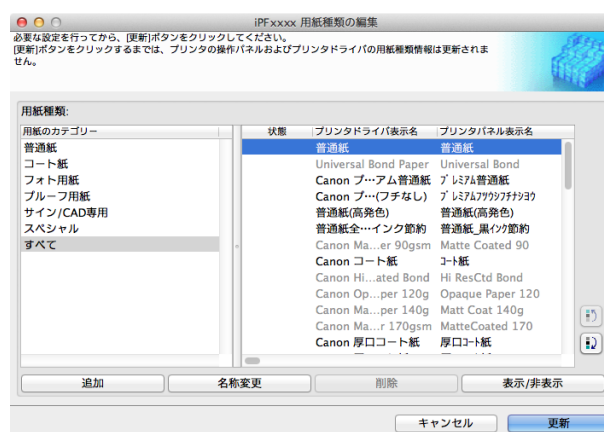 iPFxxxx 用紙種類の編集
必要な設定を行ってから、[更新]ボタンをクリックしてください。
[更新]ボタンをクリックするまでは、プリンタの操作パネルおよびプリンタドライバの用紙種類情報は更新されま
せん。
用紙種類:
用紙のカテゴリー
状態 プリンタドライバ表示名 プリンタパネル表示名
普通紙 普通紙 普通紙
コート紙 Universal Bond Paper Universal Bond
フォト用紙 Canon プ…アム普通紙 ﾌﾟﾚﾐｱﾑ普通紙
プルーフ用紙 Canon プ…(フチなし) ﾌﾟﾚﾐｱﾑﾌﾂｳｼﾌﾁﾅｼﾖｳ
サイン/CAD専用 普通紙(高発色) 普通紙(高発色)
スペシャル 普通紙全…インク節約 普通紙_黒ｲﾝｸ節約
すべて Canon Ma…er 90gsm Matte Coated 90
Canon コート紙 ｺｰﾄ紙
Canon Hi…ated Bond Hi ResCtd Bond
Canon Op…per 120g Opaque Paper 120
Canon Ma…per 140g Matt Coat 140g
Canon Ma…r 170gsm MatteCoated 170
Canon 厚口コート紙 厚口ｺｰﾄ紙
追加 名称変更 削除 表示/非表示
キャンセル 更新